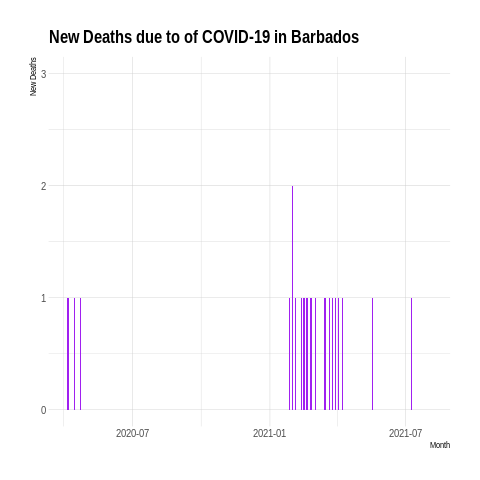 New Deaths due to of COVID-19 in Barbados
New Deaths
3
2
1
0
2020-07
2021-01
2021-07
Month